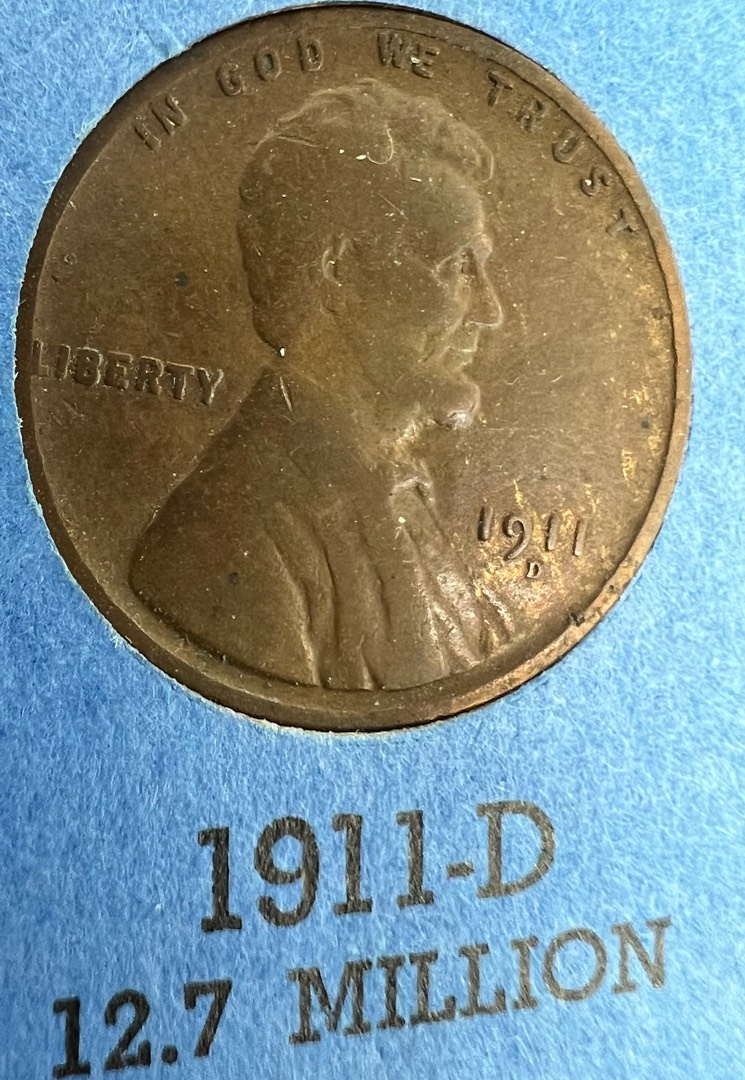 IN GOD WE TRUST
LIBERTY
1911
D
1911-D
12.7 MILLION